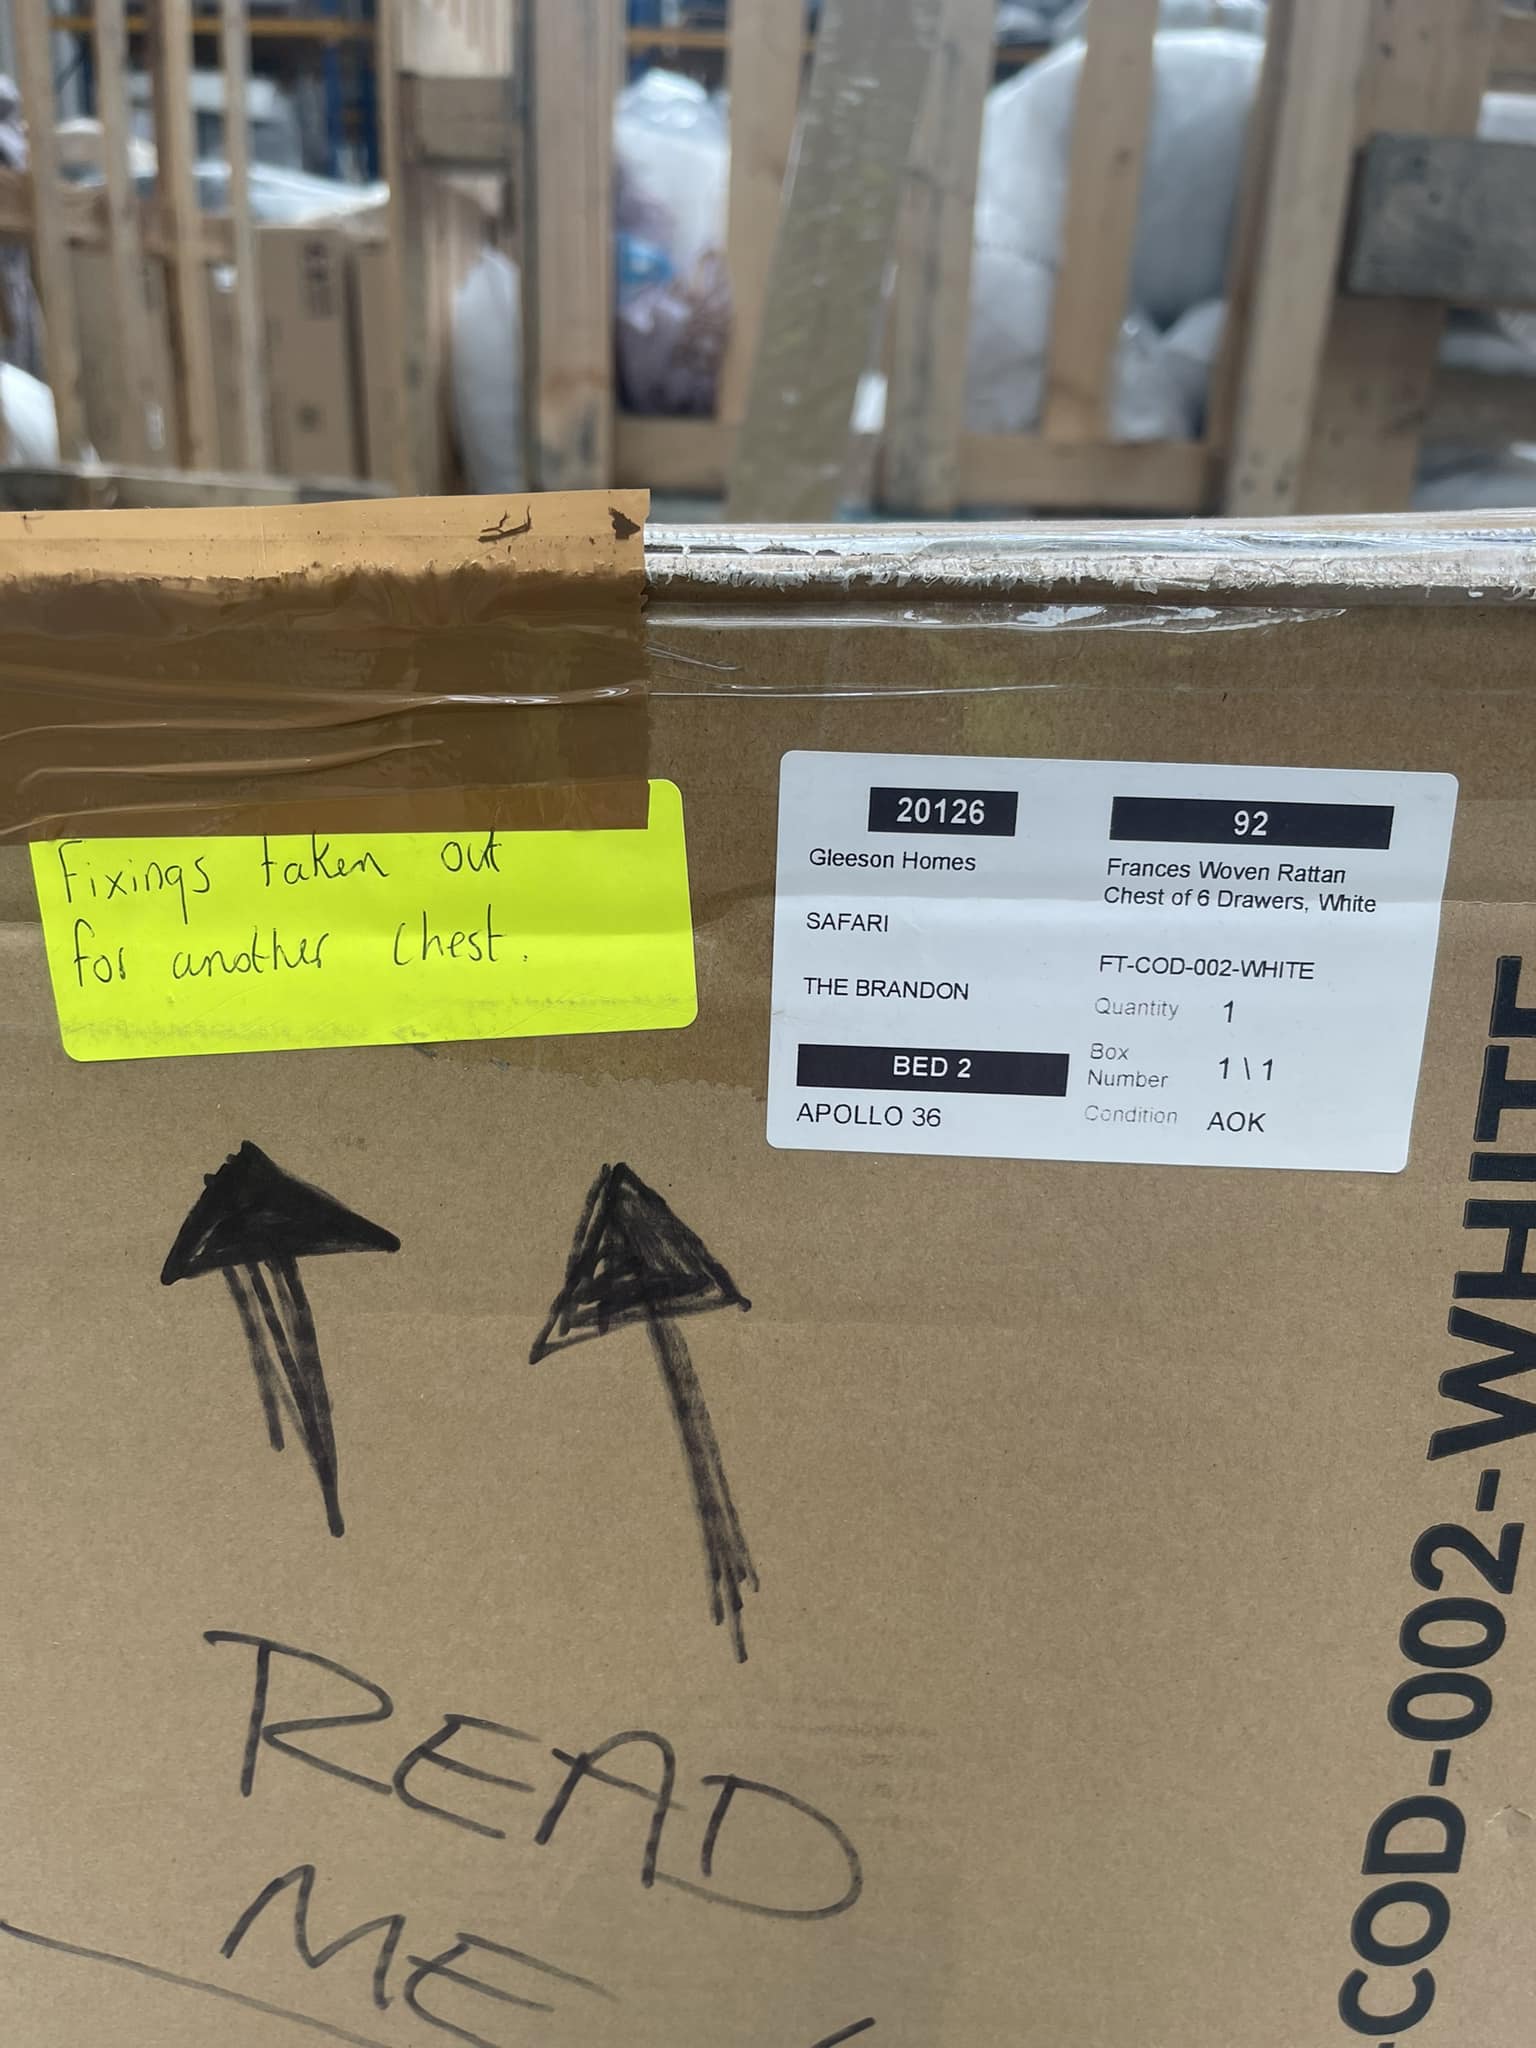 Fixings taken out
for another chest.
20126
Gleeson Homes
SAFARI
THE BRANDON
BED 2
APOLLO 36
92
Frances Woven Rattan
Chest of 6 Drawers, White
FT-COD-002-WHITE
Quantity 1
Box
Number 1 \ 1
Condition AOK
READ
ME
-COD-002-WHITE